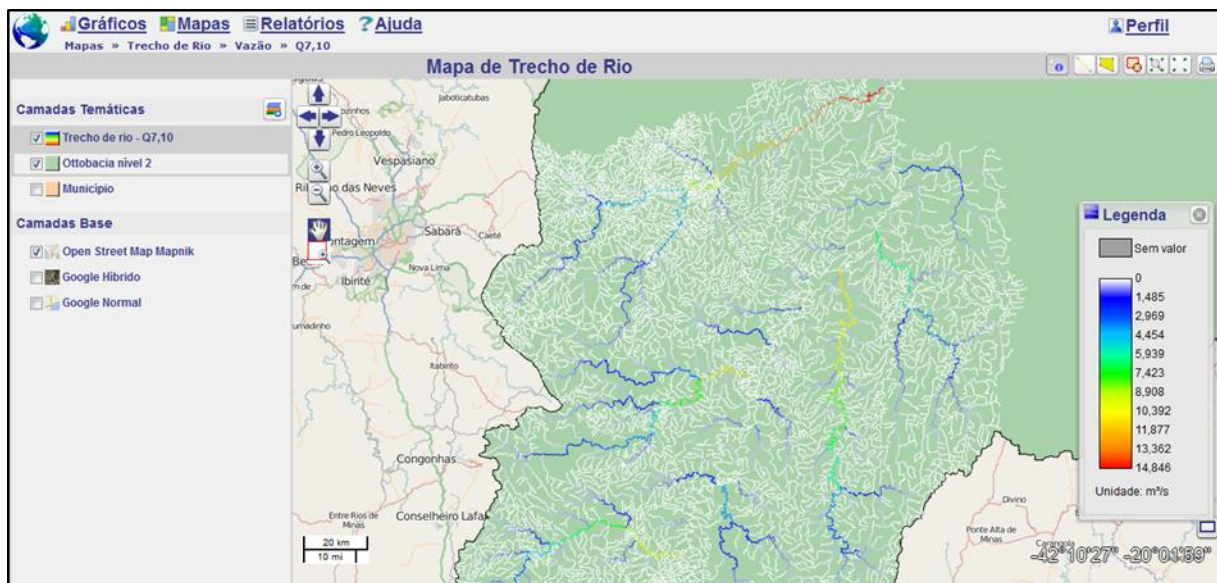 Gráficos Mapas Relatórios ?Ajuda
Perfil
Mapas » Trecho de Rio » Vazão » Q7,10
Mapa de Trecho de Rio
Camadas Temáticas
Trecho de rio - Q7,10
Ottobacia nível 2
Município
Camadas Base
Open Street Map Mapnik
Google Híbrido
Google Normal
Jaboticatubas
Pedro Leopoldo
Vespasiano
das Neves
Sabará
Caeté
Nova Lima
Ibirité
Itabirito
Congonhas
Entre Rios de
Minas
Conselheiro Lafa
20 km
10 mi
Legenda
Sem valor
0
1,485
2,969
4,454
5,939
7,423
8,908
10,392
11,877
13,362
14,846
Unidade: m³/s
Divino
Ponte Alta de
Minas
Carangola
-42°10'27" -20°01'59"